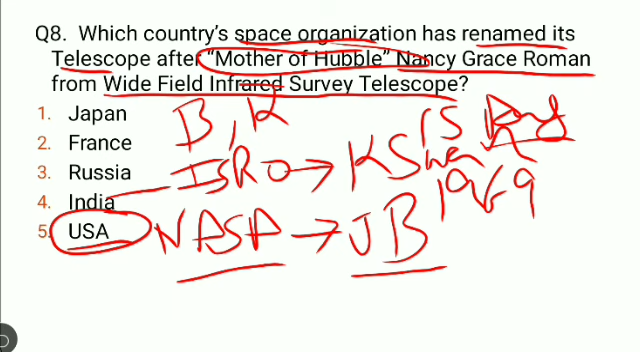 Q8. Which country's space organization has renamed its
Telescope after "Mother of Hubble" Nancy Grace Roman
from Wide Field Infrared Survey Telescope?
1. Japan
2. France
3. Russia
4. India
5. USA
B, K
ISRO → KS
15
1969
NASA → JB